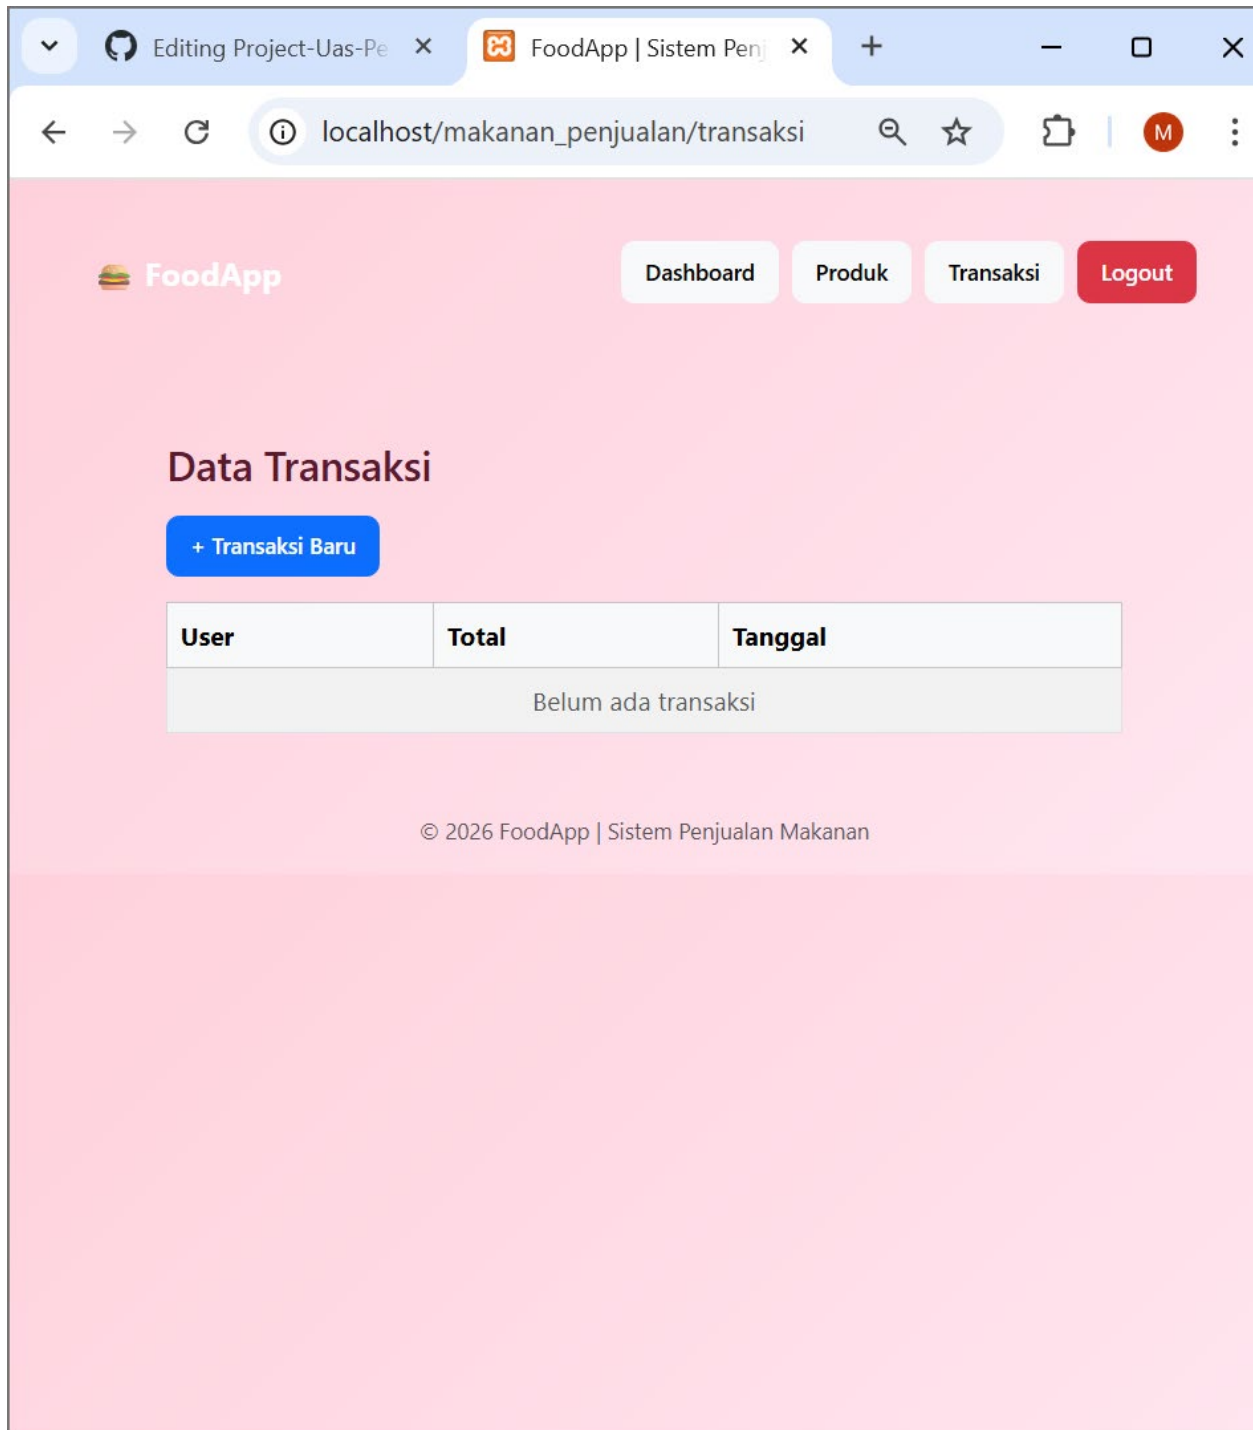 Editing Project-Uas-Pe
FoodApp | Sistem Penj
localhost/makanan_penjualan/transaksi
M
FoodApp
Dashboard
Produk
Transaksi
Logout
Data Transaksi
+ Transaksi Baru
User Total Tanggal
Belum ada transaksi
© 2026 FoodApp | Sistem Penjualan Makanan